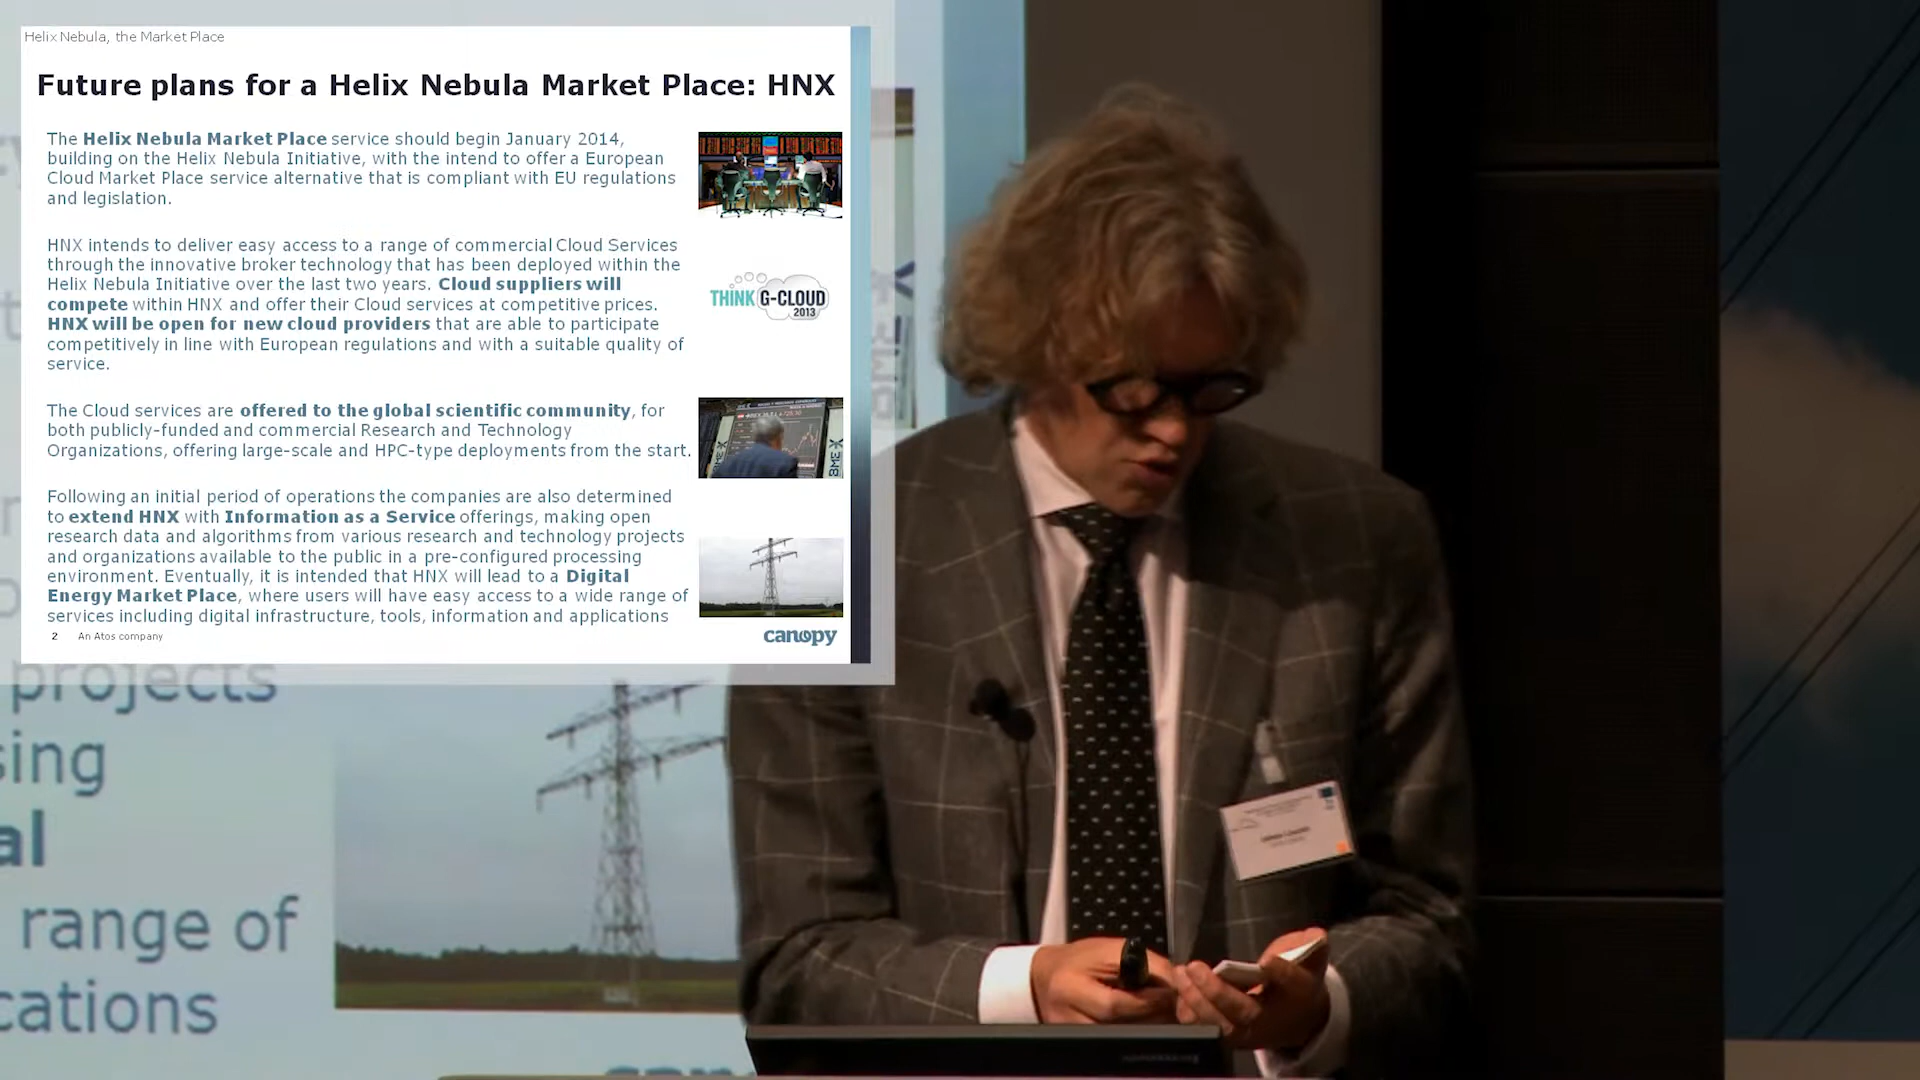 Helix Nebula, the Market Place
Future plans for a Helix Nebula Market Place: HNX
The Helix Nebula Market Place service should begin January 2014,
building on the Helix Nebula Initiative, with the intend to offer a European
Cloud Market Place service alternative that is compliant with EU regulations
and legislation.
HNX intends to deliver easy access to a range of commercial Cloud Services
through the innovative broker technology that has been deployed within the
Helix Nebula Initiative over the last two years. Cloud suppliers will
compete within HNX and offer their Cloud services at competitive prices.
HNX will be open for new cloud providers that are able to participate
competitively in line with European regulations and with a suitable quality of
service.
THINK G-CLOUD
2013
The Cloud services are offered to the global scientific community, for
both publicly-funded and commercial Research and Technology
Organizations, offering large-scale and HPC-type deployments from the start.
BME X
Following an initial period of operations the companies are also determined
to extend HNX with Information as a Service offerings, making open
research data and algorithms from various research and technology projects
and organizations available to the public in a pre-configured processing
environment. Eventually, it is intended that HNX will lead to a Digital
Energy Market Place, where users will have easy access to a wide range of
services including digital infrastructure, tools, information and applications
2 An Atos company
canopy
projects
sing
al
range of
cations